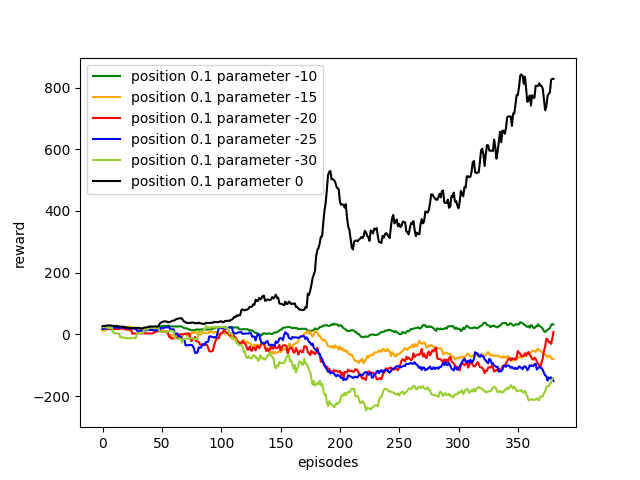 position 0.1 parameter -10
position 0.1 parameter -15
position 0.1 parameter -20
position 0.1 parameter -25
position 0.1 parameter -30
position 0.1 parameter 0
800
600
400
200
0
−200
reward
0 50 100 150 200 250 300 350
episodes